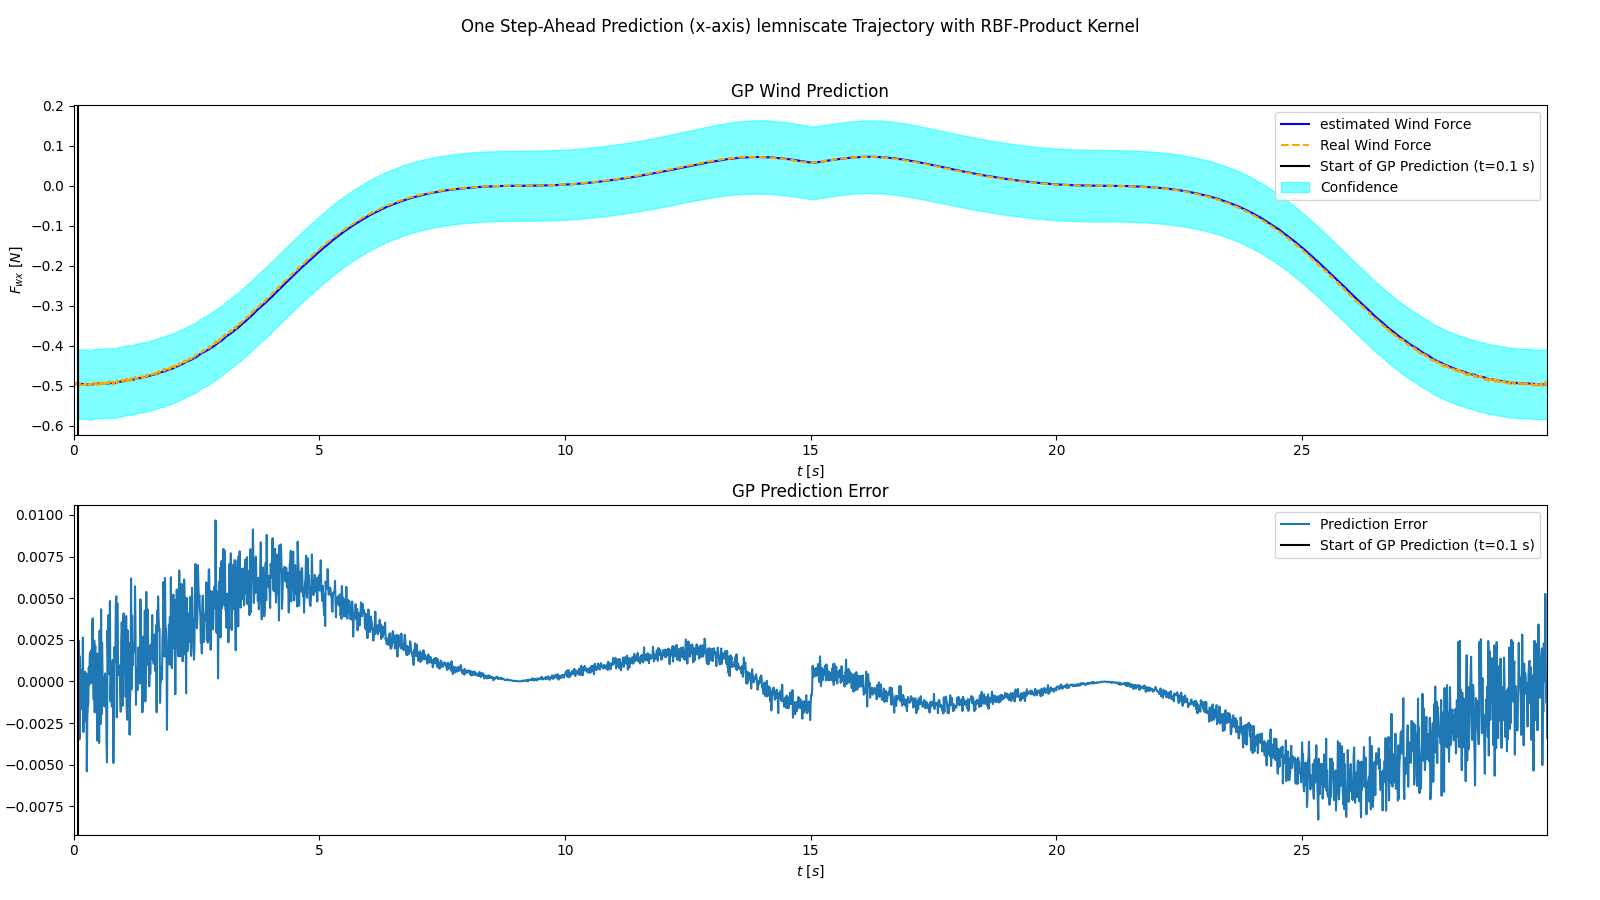 One Step-Ahead Prediction (x-axis) lemniscate Trajectory with RBF-Product Kernel
GP Wind Prediction
0.2
0.1
0.0
−0.1
−0.2
−0.3
−0.4
−0.5
−0.6
F_wx [N]
estimated Wind Force
Real Wind Force
Start of GP Prediction (t=0.1 s)
Confidence
0 5 10 15 20 25
t [s]
GP Prediction Error
0.0100
0.0075
0.0050
0.0025
0.0000
−0.0025
−0.0050
−0.0075
Prediction Error
Start of GP Prediction (t=0.1 s)
0 5 10 15 20 25
t [s]